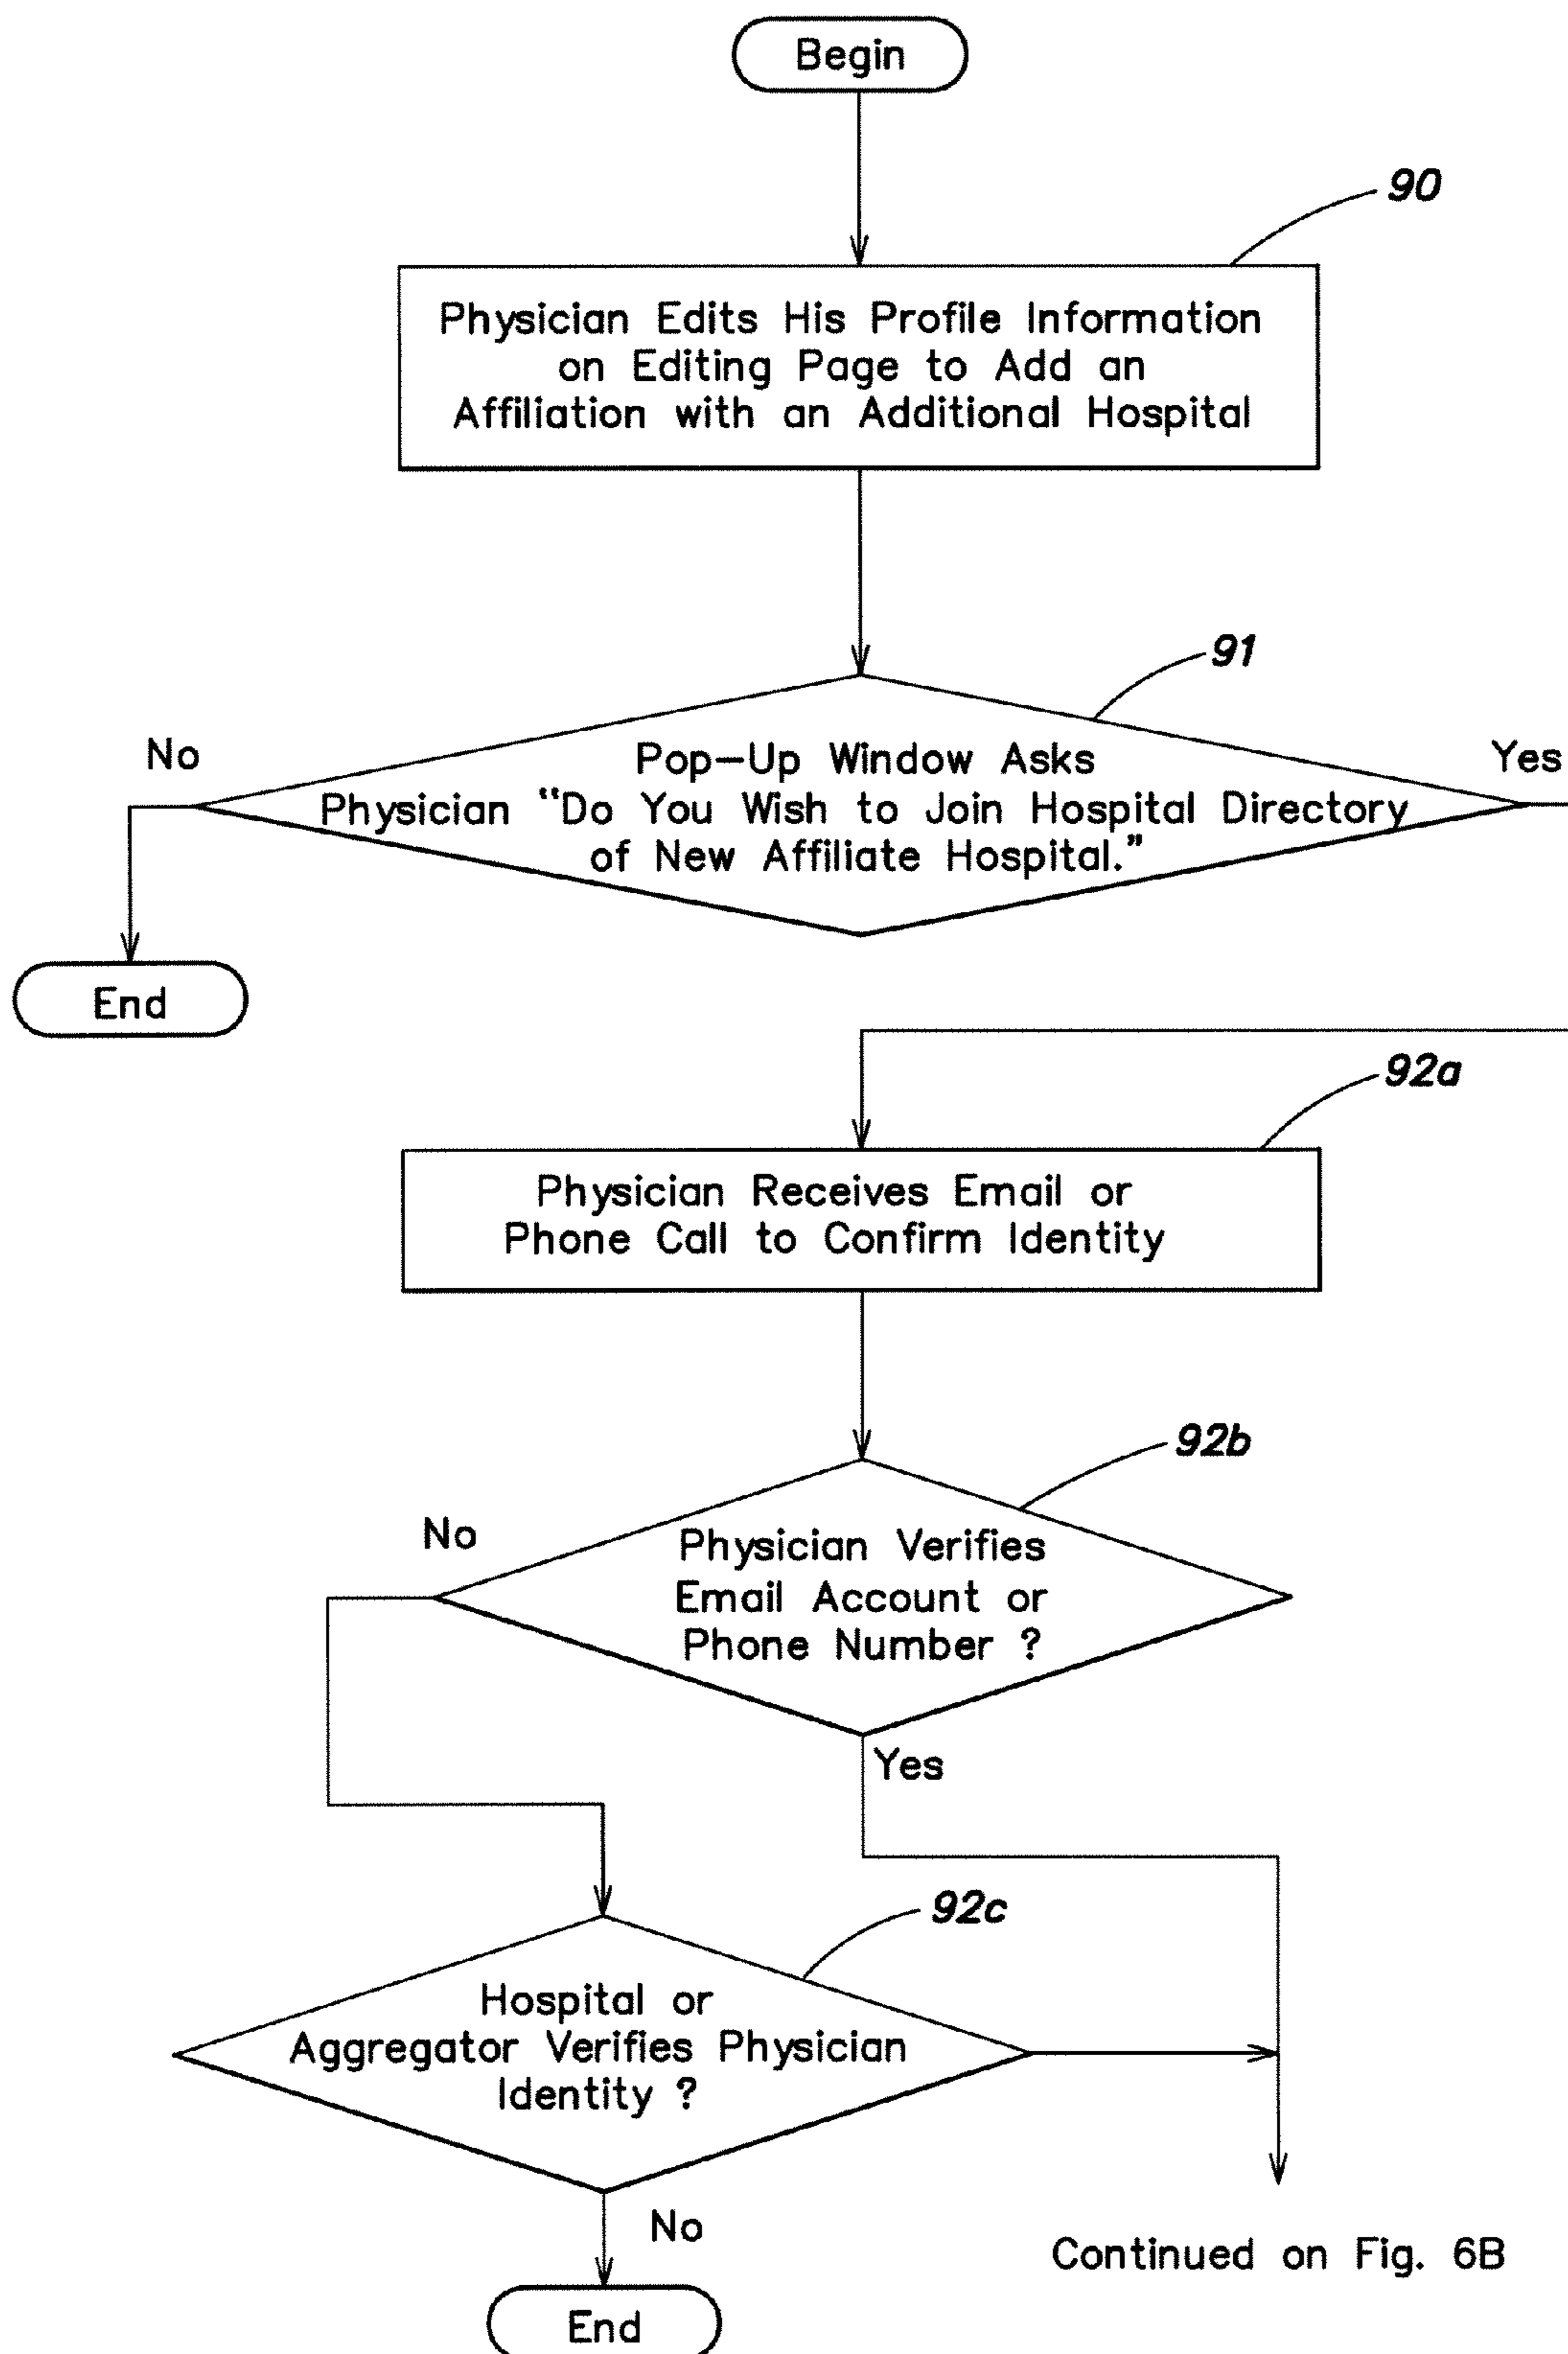 Begin
90
Physician Edits His Profile Information
on Editing Page to Add an
Affiliation with an Additional Hospital
91
No
Yes
Pop-Up Window Asks
Physician “Do You Wish to Join Hospital Directory
of New Affiliate Hospital.”
End
92a
Physician Receives Email or
Phone Call to Confirm Identity
92b
No
Physician Verifies
Email Account or
Phone Number ?
Yes
92c
Hospital or
Aggregator Verifies Physician
Identity ?
No
Continued on Fig. 6B
End